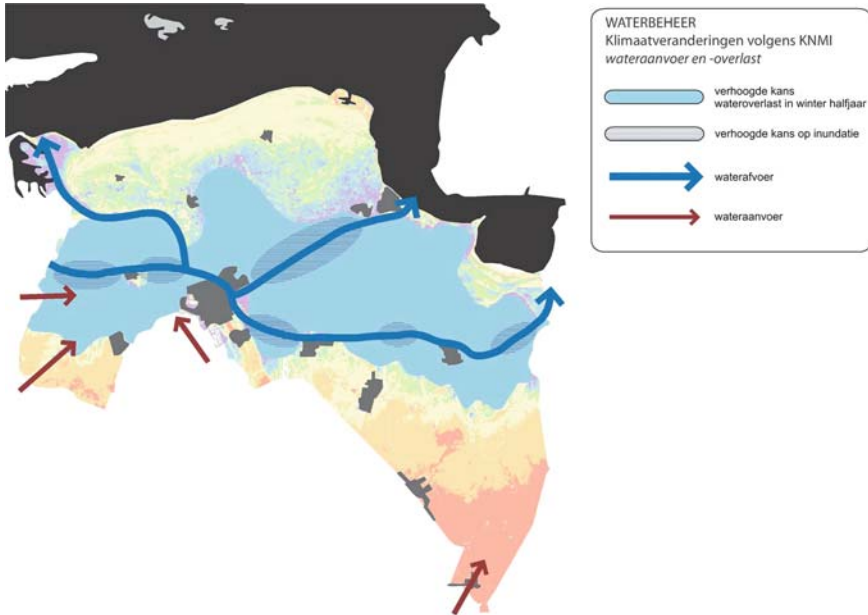 WATERBEHEER
Klimaatveranderingen volgens KNMI
wateraanvoer en -overlast
verhoogde kans
wateroverlast in winter halfjaar
verhoogde kans op inundatie
waterafvoer
wateraanvoer